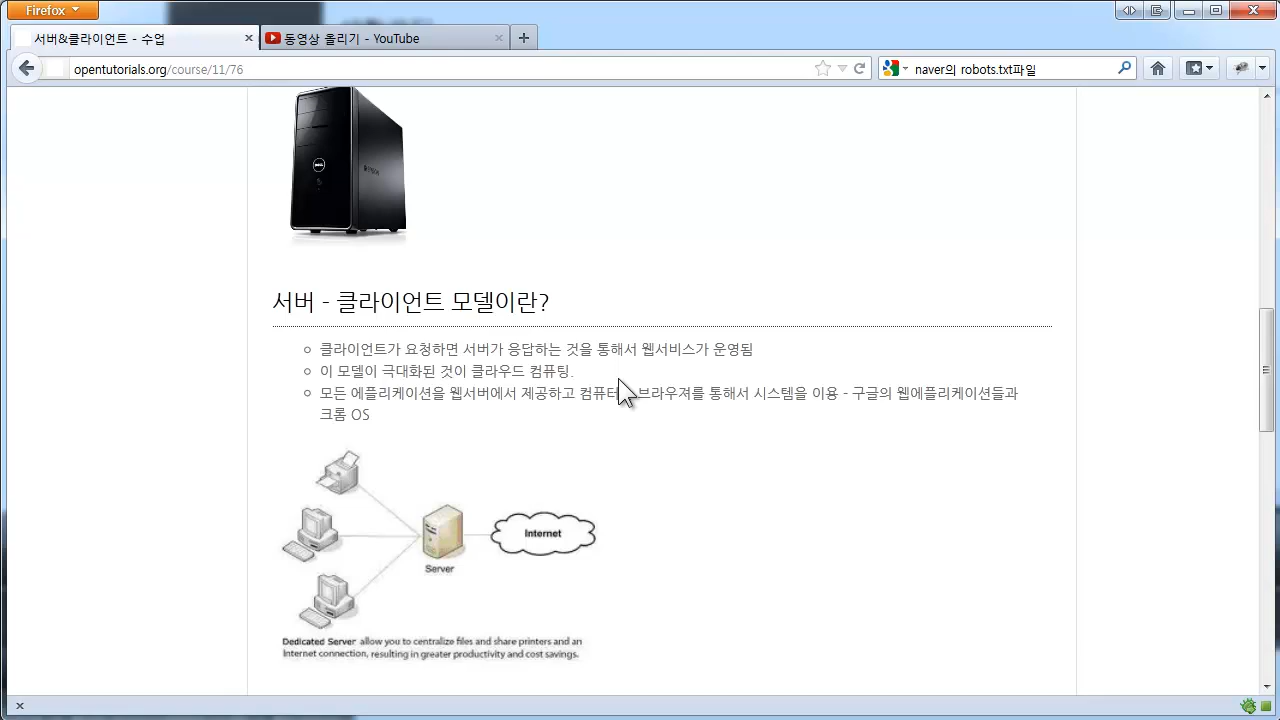 Firefox
서버&클라이언트 - 수업
동영상 올리기 - YouTube
opentutorials.org/course/11/76
naver의 robots.txt파일
DELL
서버 - 클라이언트 모델이란?
클라이언트가 요청하면 서버가 응답하는 것을 통해서 웹서비스가 운영됨
이 모델이 극대화된 것이 클라우드 컴퓨팅.
모든 에플리케이션을 웹서버에서 제공하고 컴퓨터 브라우져를 통해서 시스템을 이용 - 구글의 웹에플리케이션들과
크롬 OS
Internet
Server
Dedicated Server allow you to centralize files and share printers and an
Internet connection, resulting in greater productivity and cost savings.